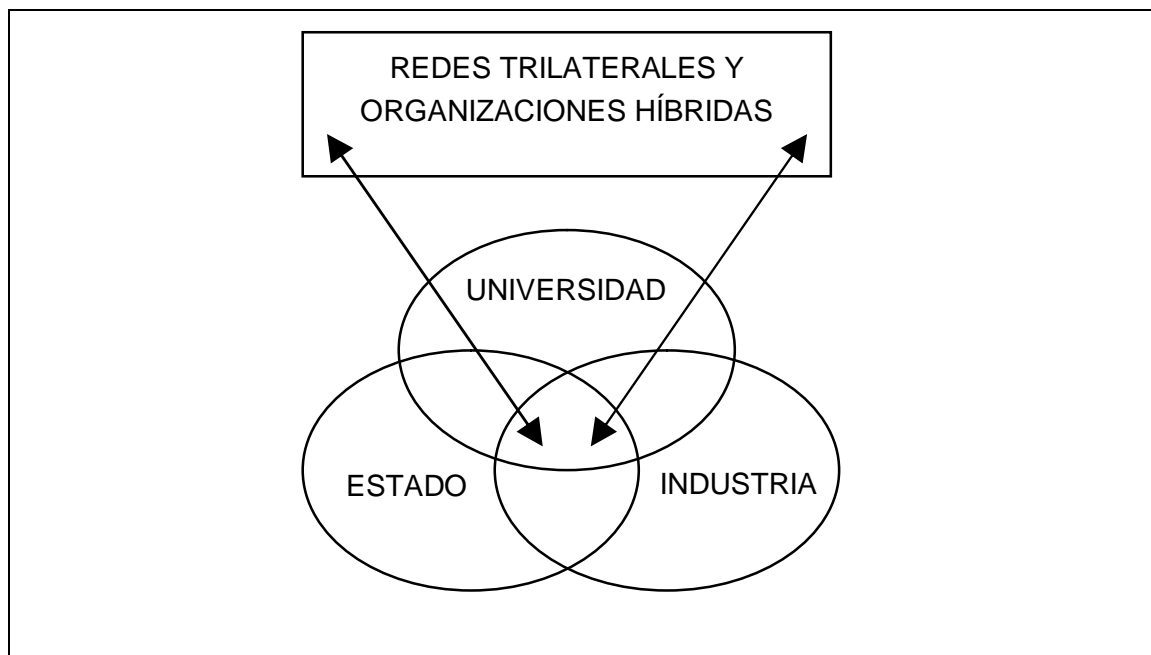 REDES TRILATERALES Y
ORGANIZACIONES HÍBRIDAS
UNIVERSIDAD
ESTADO
INDUSTRIA